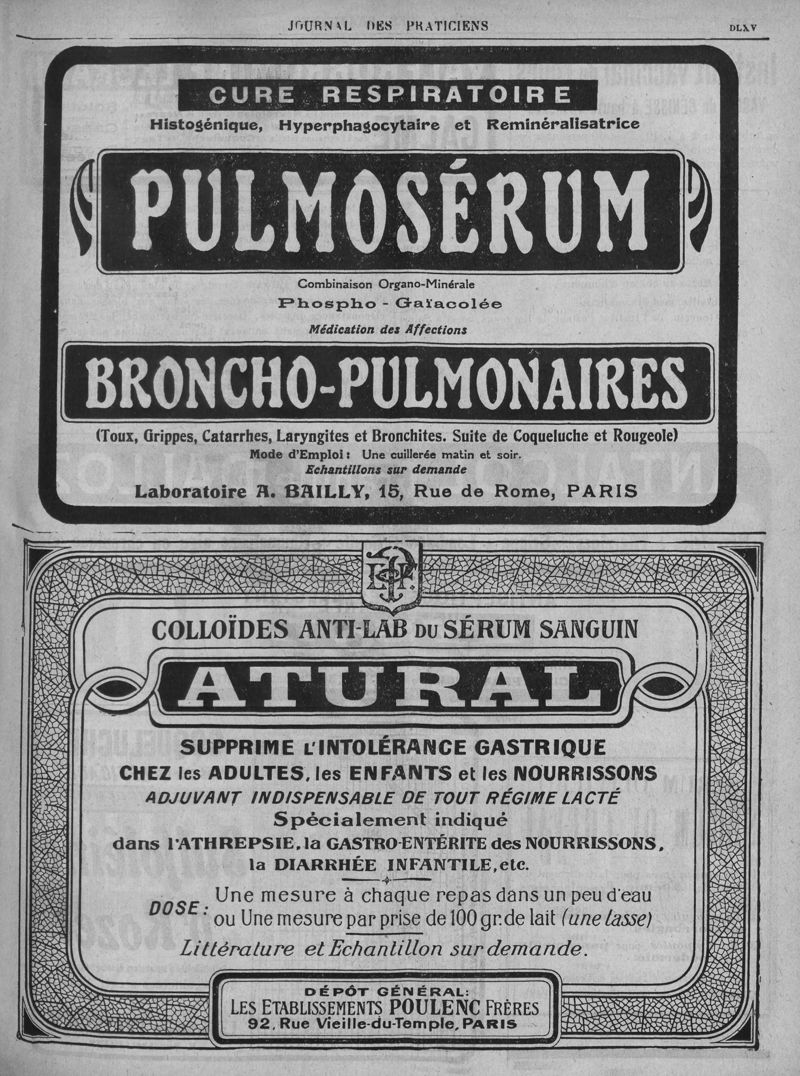 JOURNAL DES PRATICIENS
DLXV
CURE RESPIRATOIRE
Histogénique, Hyperphagocytaire et Reminéralisatrice
PULMOSÉRUM
Combinaison Organo-Minérale
Phospho - Gaïacolée
Médication des Affections
BRONCHO-PULMONAIRES
(Toux, Grippes, Catarrhes, Laryngites et Bronchites. Suite de Coqueluche et Rougeole)
Mode d'Emploi: Une cuillerée matin et soir.
Echantillons sur demande
Laboratoire A. BAILLY, 15, Rue de Rome, PARIS
COLLOÏDES ANTI-LAB DU SÉRUM SANGUIN
ATURAL
SUPPRIME L'INTOLÉRANCE GASTRIQUE
CHEZ les ADULTES, les ENFANTS et les NOURRISSONS
ADJUVANT INDISPENSABLE DE TOUT RÉGIME LACTÉ
Spécialement indiqué
dans l'ATHREPSIE, la GASTRO-ENTÉRITE des NOURRISSONS,
la DIARRHÉE INFANTILE, etc.
DOSE: Une mesure à chaque repas dans un peu d'eau
ou Une mesure par prise de 100 gr. de lait (une tasse)
Littérature et Echantillon sur demande.
DÉPÔT GÉNÉRAL:
LES ETABLISSEMENTS POULENC FRÈRES
92, Rue Vieille-du-Temple, PARIS